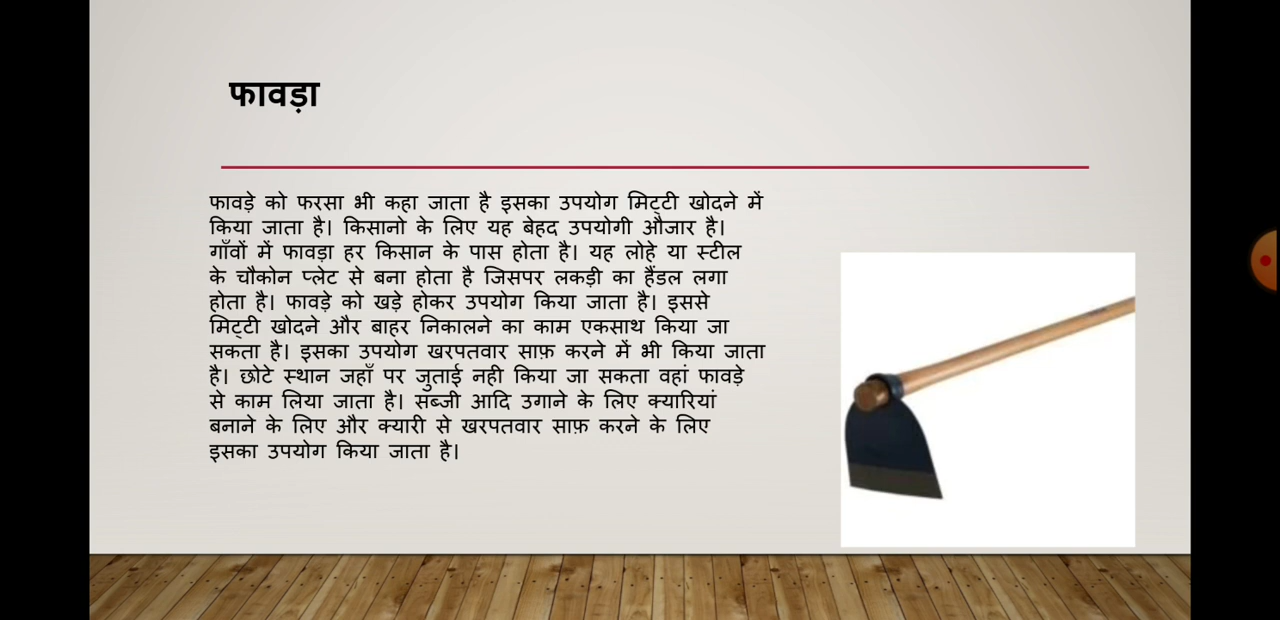 फावड़ा
फावड़े को फरसा भी कहा जाता है इसका उपयोग मिट्टी खोदने में
किया जाता है। किसानो के लिए यह बेहद उपयोगी औजार है।
गाँवों में फावड़ा हर किसान के पास होता है। यह लोहे या स्टील
के चौकोन प्लेट से बना होता है जिसपर लकड़ी का हैंडल लगा
होता है। फावड़े को खड़े होकर उपयोग किया जाता है। इससे
मिट्टी खोदने और बाहर निकालने का काम एकसाथ किया जा
सकता है। इसका उपयोग खरपतवार साफ़ करने में भी किया जाता
है। छोटे स्थान जहाँ पर जुताई नही किया जा सकता वहां फावड़े
से काम लिया जाता है। सब्जी आदि उगाने के लिए क्यारियां
बनाने के लिए और क्यारी से खरपतवार साफ़ करने के लिए
इसका उपयोग किया जाता है।